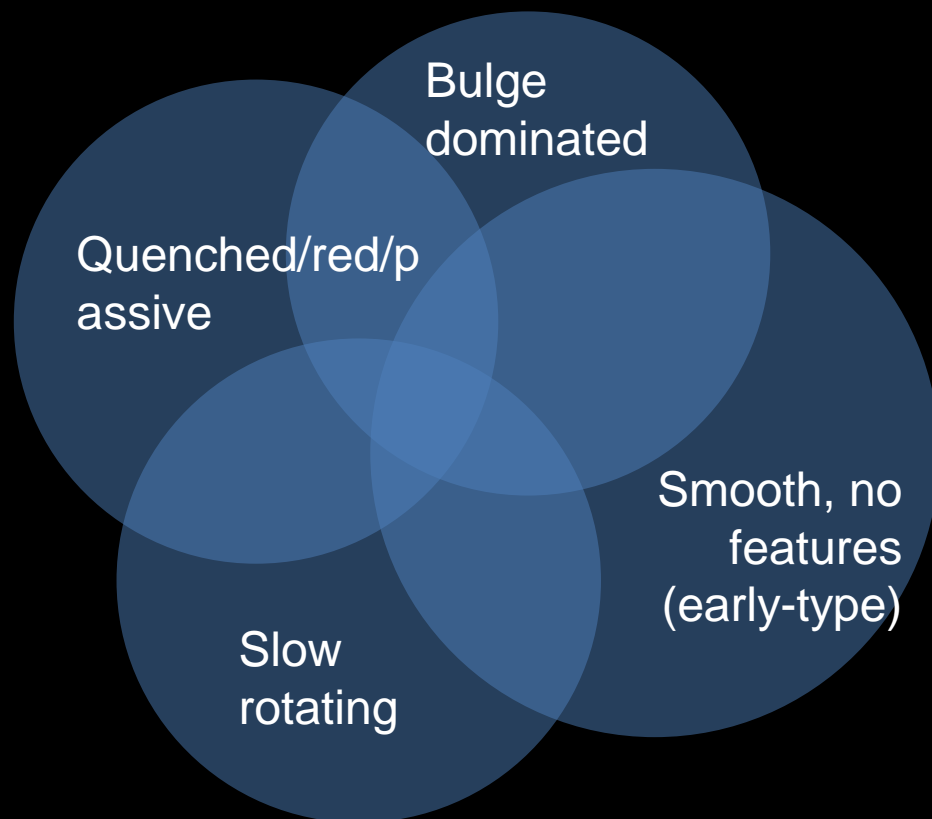 Bulge
dominated
Quenched/red/p
assive
Smooth, no
features
(early-type)
Slow
rotating